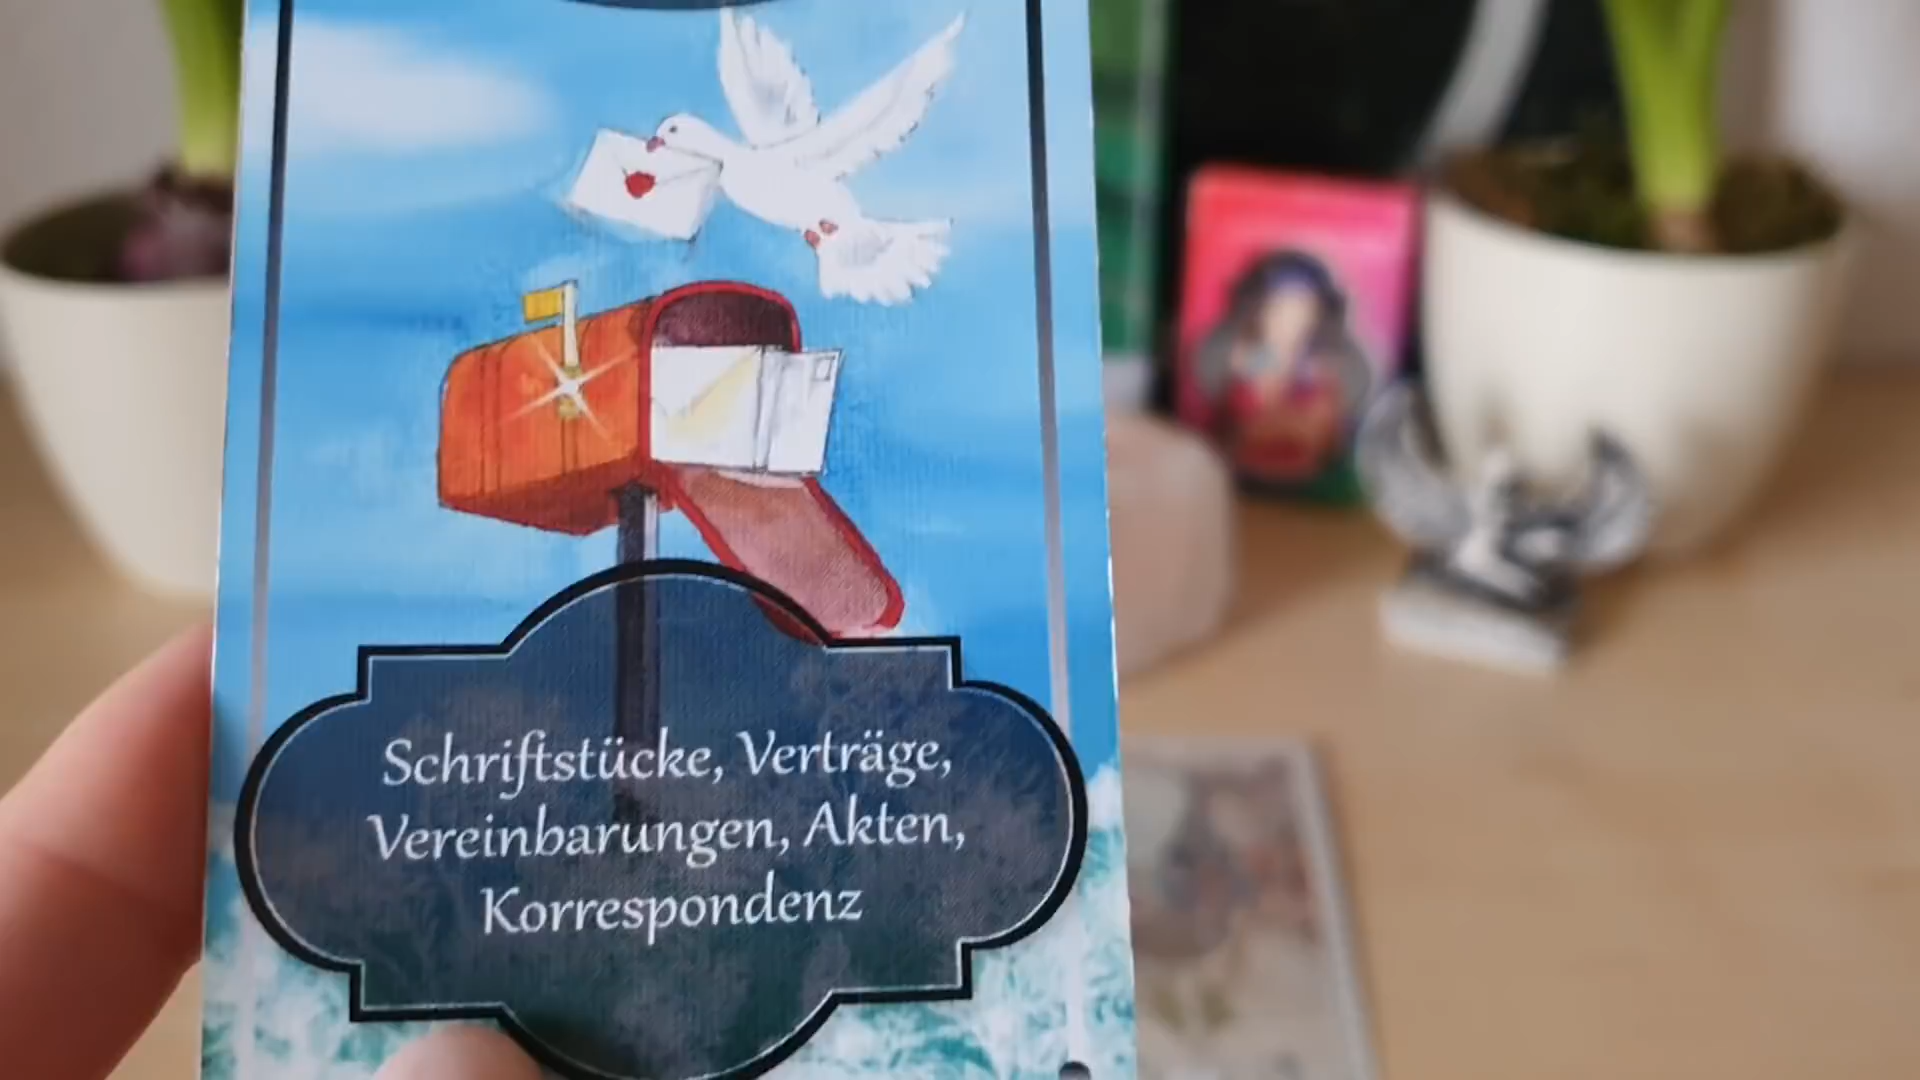 Schriftstücke, Verträge,
Vereinbarungen, Akten,
Korrespondenz